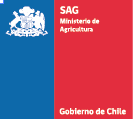 SAG
Ministerio de
Agricultura
Gobierno de Chile